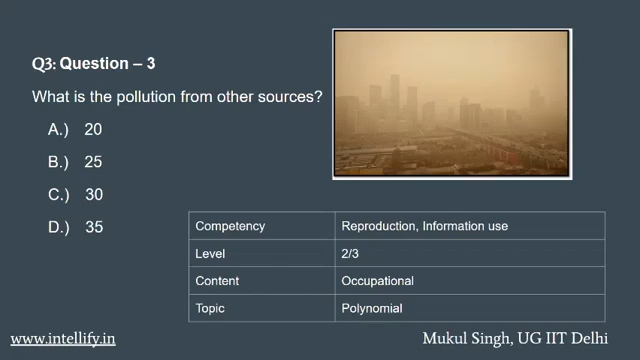 Q3: Question – 3
What is the pollution from other sources?
A.) 20
B.) 25
C.) 30
D.) 35
Competency Reproduction, Information use
Level 2/3
Content Occupational
Topic Polynomial
www.intellify.in Mukul Singh, UG IIT Delhi